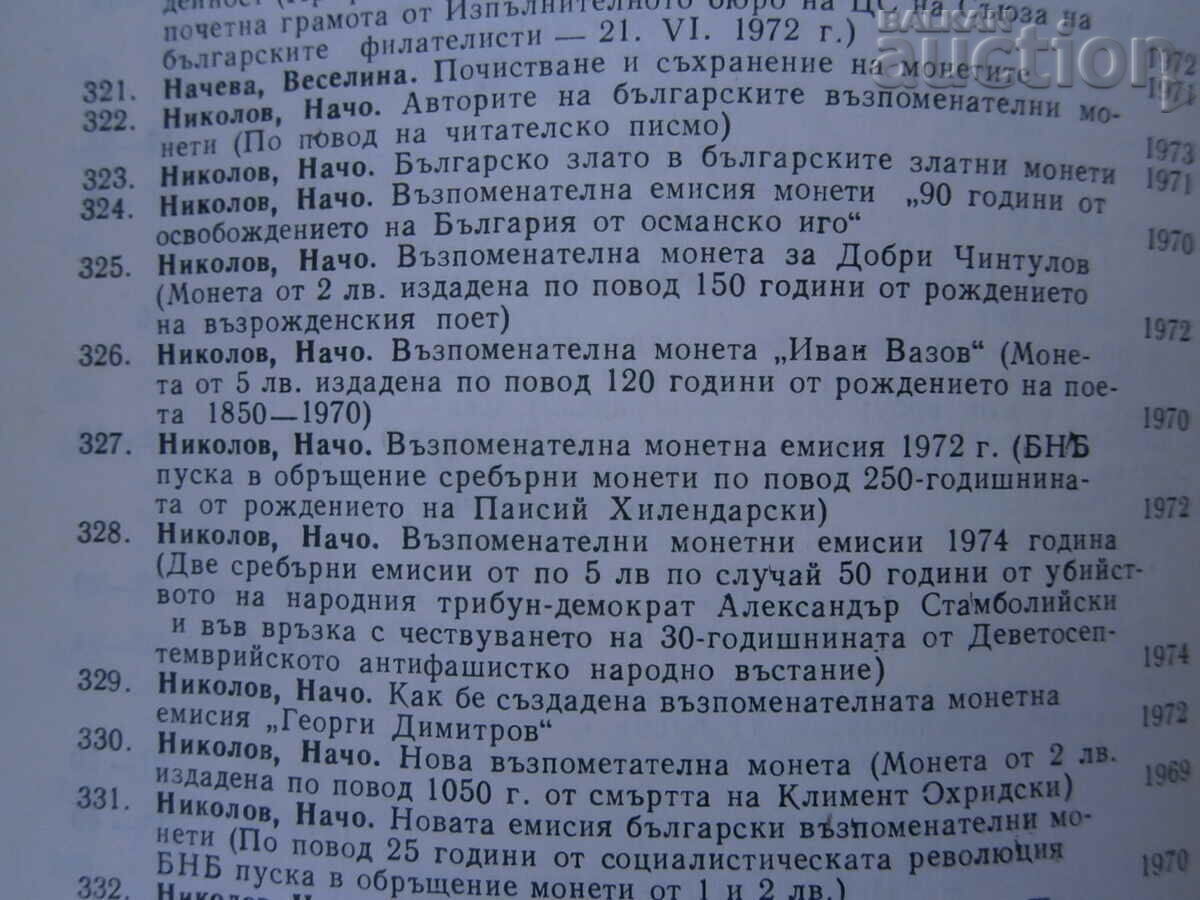 почетна грамота от Изпълнителното бюро на ЦС на Съюза на
българските филателисти — 21. VI. 1972 г.) 1972
321. Начева, Веселина. Почистване и съхранение на монетите 1971
322. Николов, Начо. Авторите на българските възпоменателни мо-
нети (По повод на читателско писмо) 1973
323. Николов, Начо. Българско злато в българските златни монети 1971
324. Николов, Начо. Възпоменателна емисия монети „90 години от
освобождението на България от османско иго“ 1970
325. Николов, Начо. Възпоменателна монета за Добри Чинтулов
(Монета от 2 лв. издадена по повод 150 години от рождението
на възрожденския поет) 1972
326. Николов, Начо. Възпоменателна монета „Иван Вазов“ (Моне-
та от 5 лв. издадена по повод 120 години от рождението на пое-
та 1850—1970) 1970
327. Николов, Начо. Възпоменателна монетна емисия 1972 г. (БНБ
пуска в обръщение сребърни монети по повод 250-годишнина-
та от рождението на Паисий Хилендарски) 1972
328. Николов, Начо. Възпоменателни монетни емисии 1974 година
(Две сребърни емисии от по 5 лв по случай 50 години от убийст-
вото на народния трибун-демократ Александър Стамболийски
и във връзка с чествуването на 30-годишнината от Деветосеп-
темврийското антифашистко народно въстание) 1974
329. Николов, Начо. Как бе създадена възпоменателната монетна
емисия „Георги Димитров“ 1972
330. Николов, Начо. Нова възпометателна монета (Монета от 2 лв.
издадена по повод 1050 г. от смъртта на Климент Охридски) 1969
331. Николов, Начо. Новата емисия български възпоменателни мо-
нети (По повод 25 години от социалистическата революция
БНБ пуска в обръщение монети от 1 и 2 лв.) 1970
332. Николов,
BALKAN
auction